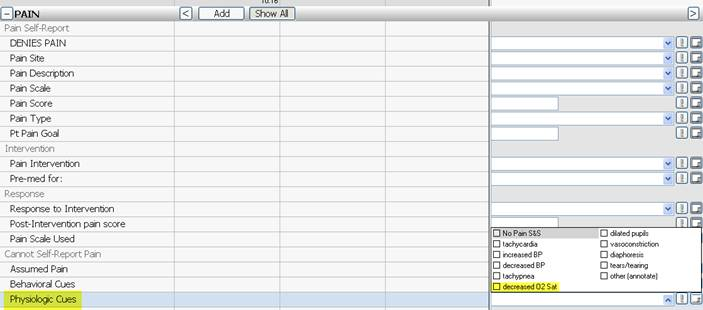 10:16
PAIN < Add Show All >
Pain Self-Report
DENIES PAIN
Pain Site
Pain Description
Pain Scale
Pain Score
Pain Type
Pt Pain Goal
Intervention
Pain Intervention
Pre-med for:
Response
Response to Intervention
Post-Intervention pain score
Pain Scale Used
Cannot Self-Report Pain
Assumed Pain
Behavioral Cues
Physiologic Cues
No Pain S&S
tachycardia
increased BP
decreased BP
tachypnea
decreased O2 Sat
dilated pupils
vasoconstriction
diaphoresis
tears/tearing
other (annotate)